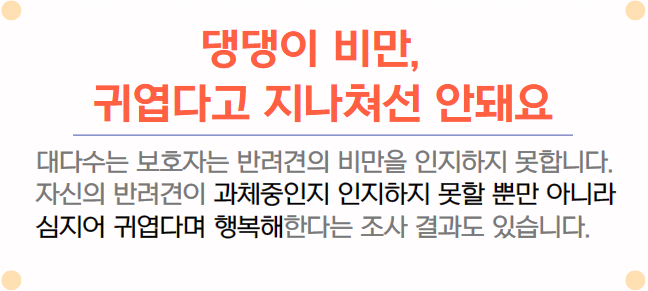 댕댕이 비만,
귀엽다고 지나쳐선 안돼요
대다수는 보호자는 반려견의 비만을 인지하지 못합니다.
자신의 반려견이 과체중인지 인지하지 못할 뿐만 아니라
심지어 귀엽다며 행복해한다는 조사 결과도 있습니다.